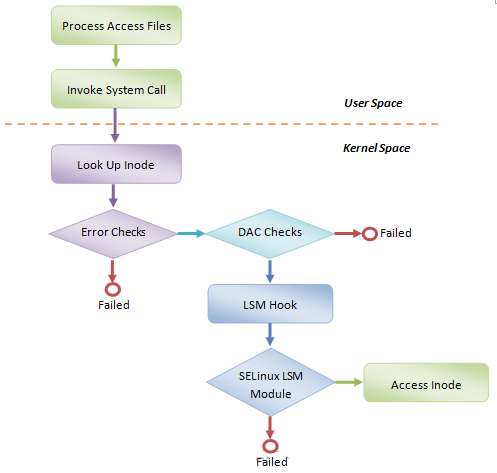 Process Access Files
Invoke System Call
User Space
Kernel Space
Look Up Inode
Error Checks
DAC Checks
Failed
Failed
LSM Hook
SELinux LSM
Module
Access Inode
Failed